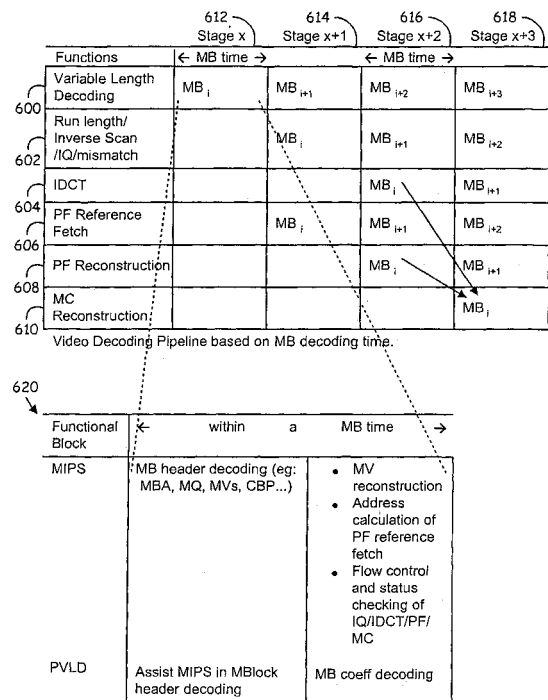 612 614 616 618
Stage x Stage x+1 Stage x+2 Stage x+3
Functions ← MB time → ← MB time →
Variable Length Decoding MB i MB i+1 MB i+2 MB i+3
600
Run length/ Inverse Scan /IQ/mismatch MB i MB i+1 MB i+2
602
IDCT MB i MB i+1
604
PF Reference Fetch MB i MB i+1 MB i+2
606
PF Reconstruction MB i MB i+1
608
MC Reconstruction MB i
610
Video Decoding Pipeline based on MB decoding time.
620
Functional Block ← within a MB time →
MIPS MB header decoding (eg: MBA, MQ, MVs, CBP...)
• MV reconstruction
• Address calculation of PF reference fetch
• Flow control and status checking of IQ/IDCT/PF/ MC
PVLD Assist MIPS in MBlock header decoding MB coeff decoding